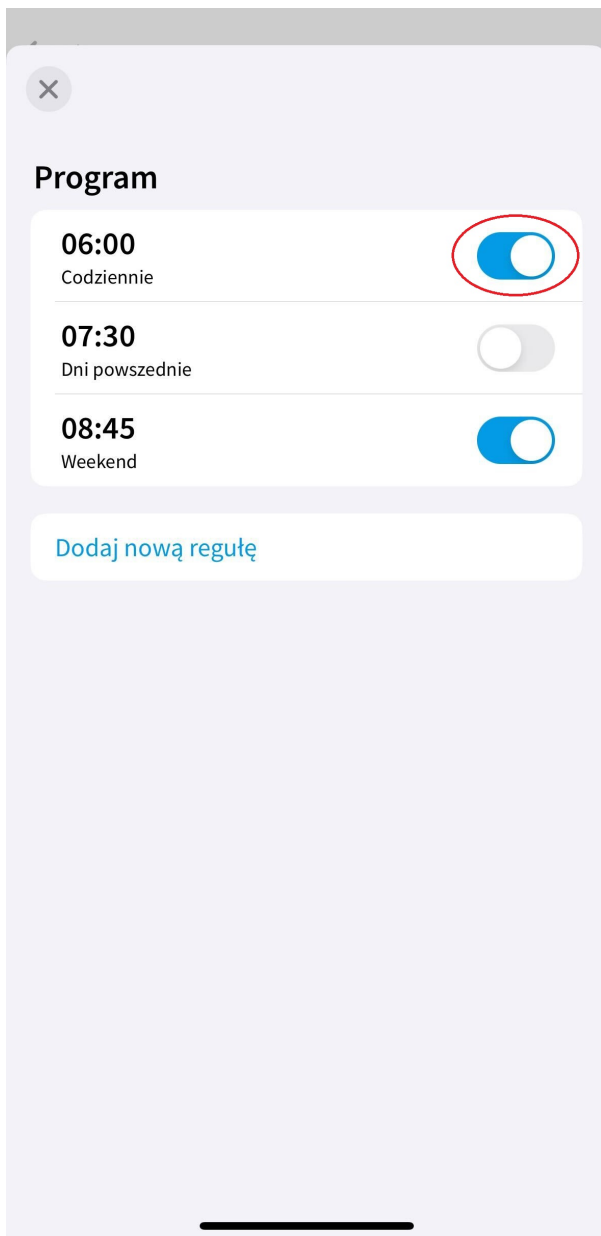 Program
06:00
Codziennie
07:30
Dni powszednie
08:45
Weekend
Dodaj nową regułę